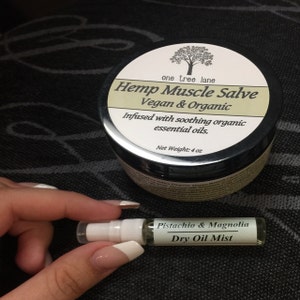 one tree lane
Hemp Muscle Salve
Vegan & Organic
Infused with soothing organic
essential oils.
Net Weight: 4 oz
Pistachio & Magnolia
Dry Oil Mist